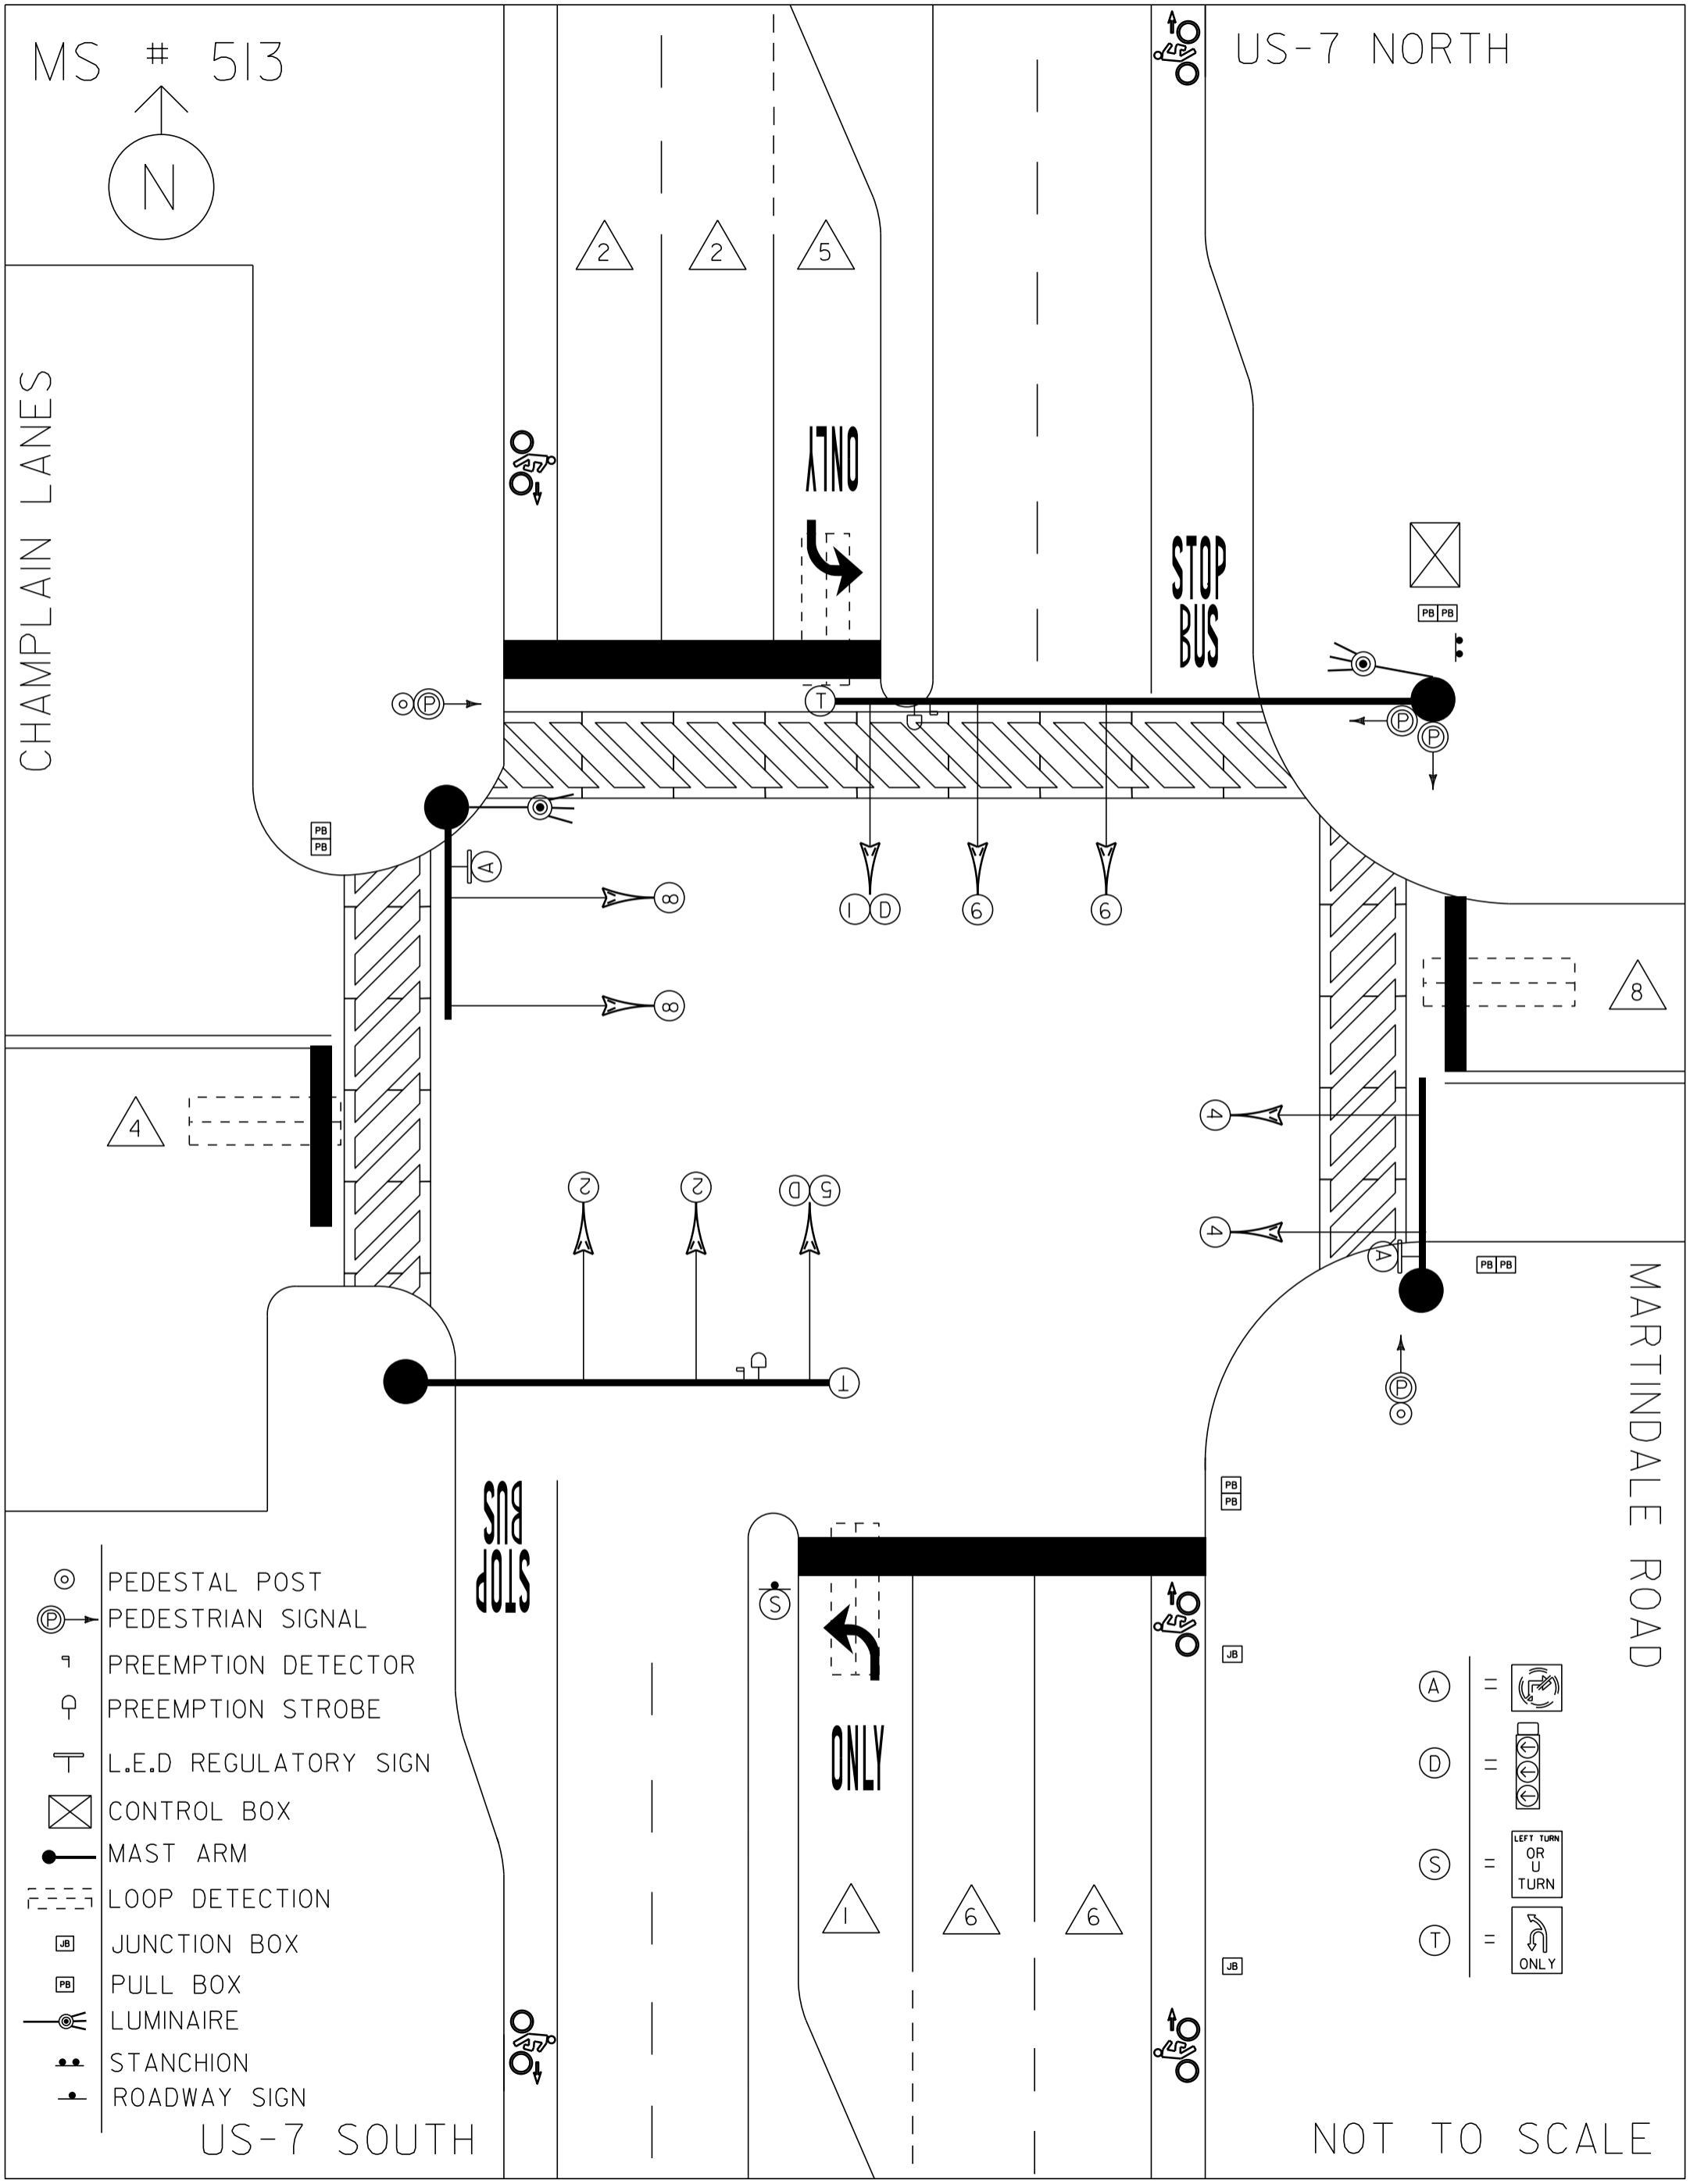 MS # 513
N
US-7 NORTH
CHAMPLAIN LANES
2
2
5
ONLY
STOP
BUS
PB PB
P
T
P
P
PB
PB
A
8
1 D
6
6
8
8
4
4
2
2
D 5
4
A
PB PB
T
P
MARTINDALE ROAD
BUS
STOP
PB
PB
S
JB
ONLY
1
6
6
JB
PEDESTAL POST
P PEDESTRIAN SIGNAL
PREEMPTION DETECTOR
PREEMPTION STROBE
L.E.D REGULATORY SIGN
CONTROL BOX
MAST ARM
LOOP DETECTION
JB JUNCTION BOX
PB PULL BOX
LUMINAIRE
STANCHION
ROADWAY SIGN
A =
D =
S = LEFT TURN
OR
U
TURN
T = ONLY
US-7 SOUTH
NOT TO SCALE